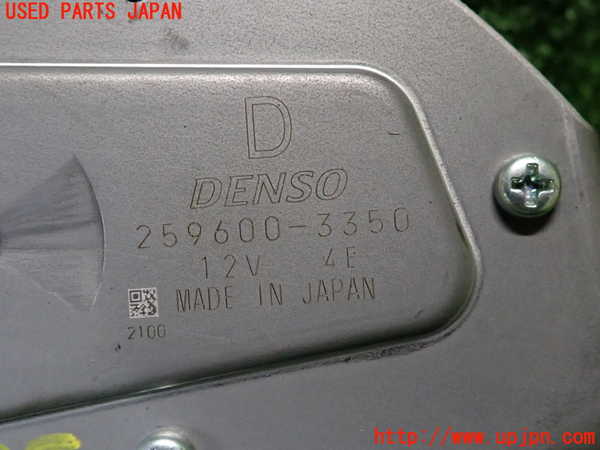 USED PARTS JAPAN
D
DENSO
259600-3350
12V 4E
MADE IN JAPAN
2100
http://www.upjpn.com/